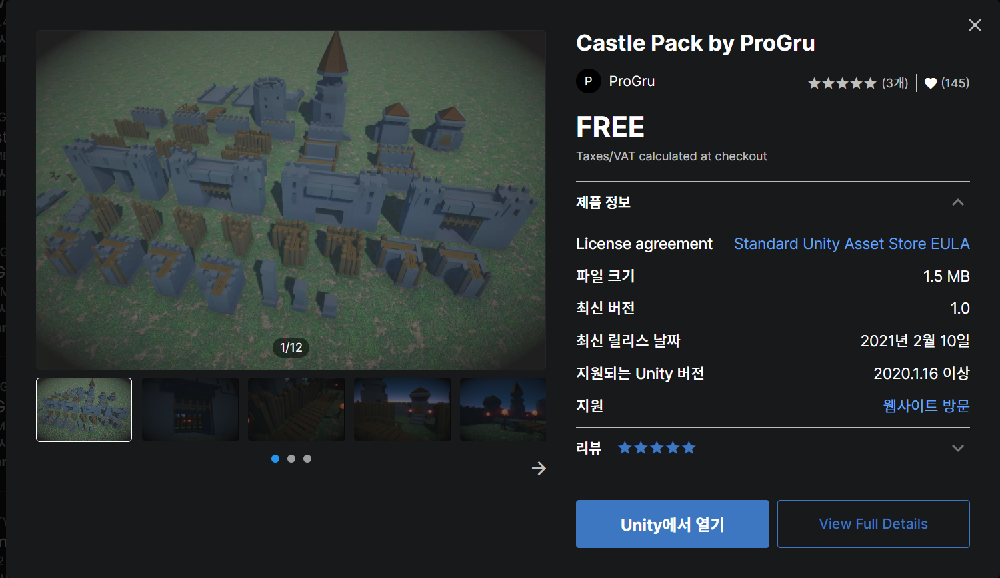 Castle Pack by ProGru
P ProGru
(3개) (145)
FREE
Taxes/VAT calculated at checkout
제품 정보
License agreement Standard Unity Asset Store EULA
파일 크기 1.5 MB
최신 버전 1.0
최신 릴리스 날짜 2021년 2월 10일
지원되는 Unity 버전 2020.1.16 이상
지원 웹사이트 방문
리뷰
1/12
Unity에서 열기 View Full Details